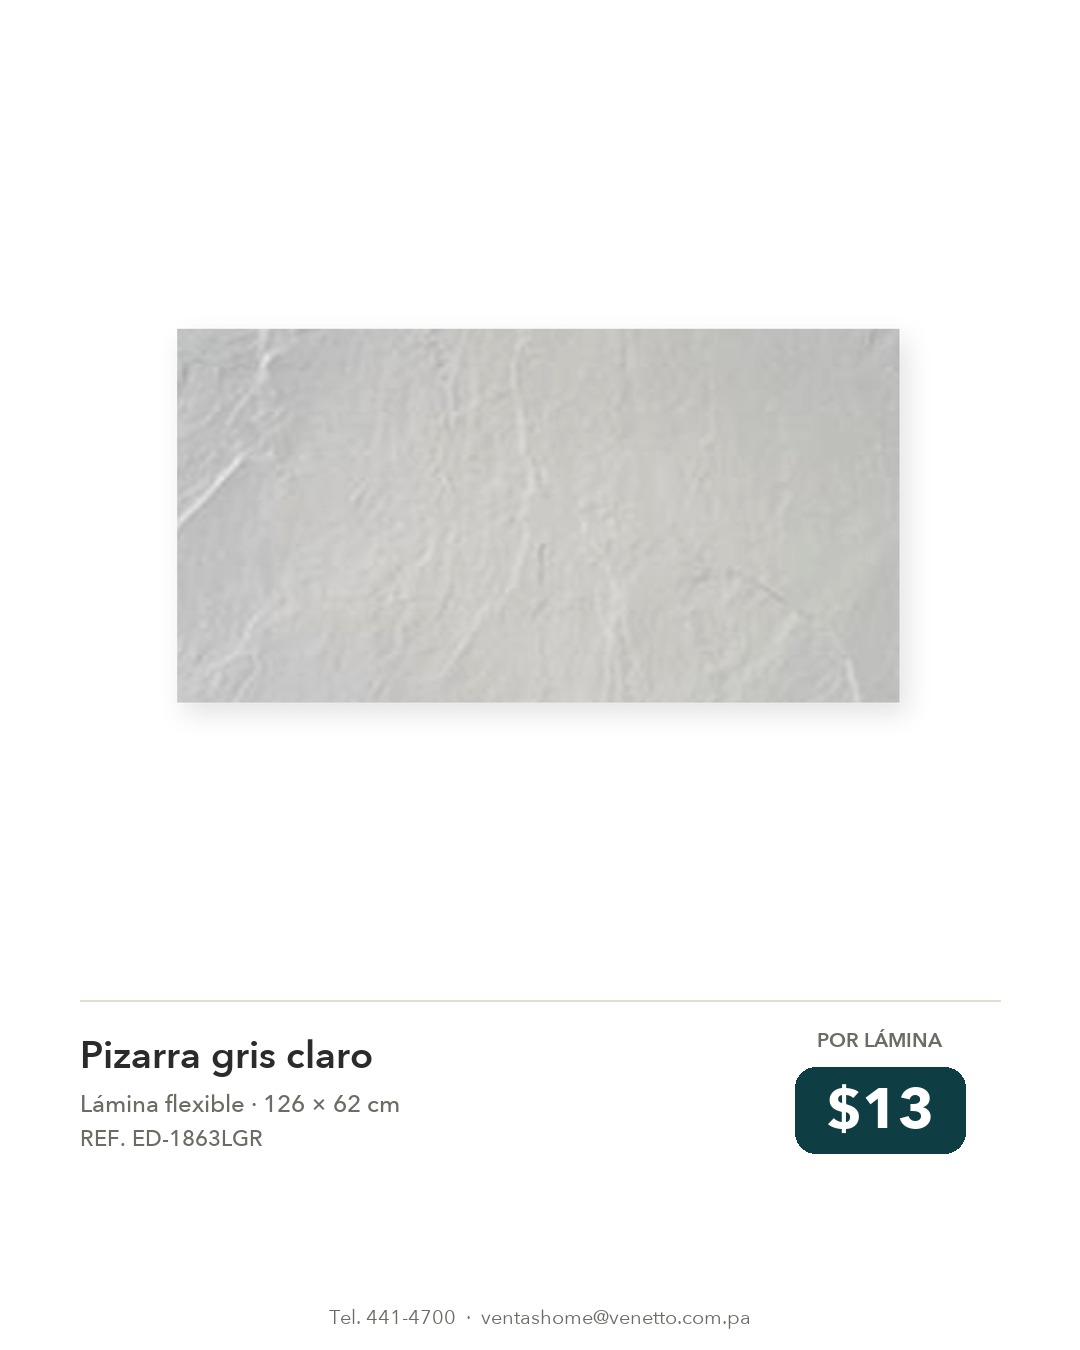 Pizarra gris claro
Lámina flexible · 126 × 62 cm
REF. ED-1863LGR
POR LÁMINA
$13
Tel. 441-4700 · ventashome@venetto.com.pa